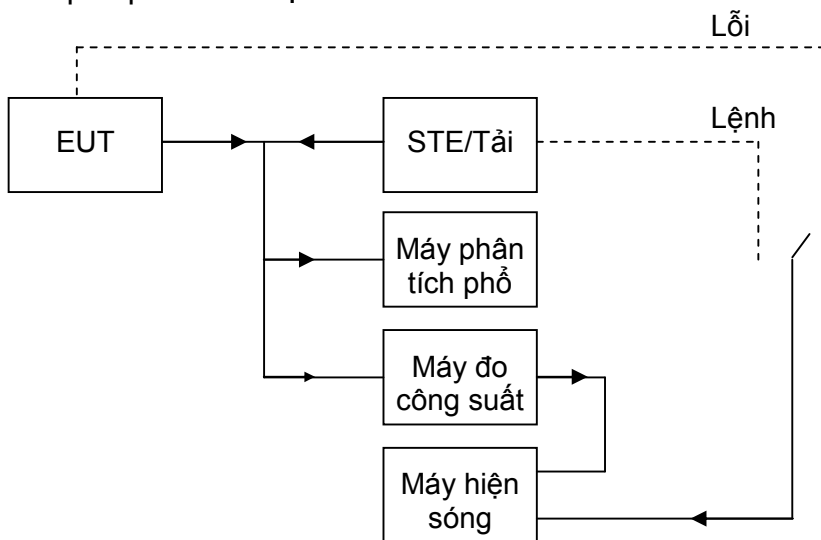 Lỗi
EUT
STE/Tải
Lệnh
Máy phân
tích phổ
Máy đo
công suất
Máy hiện
sóng